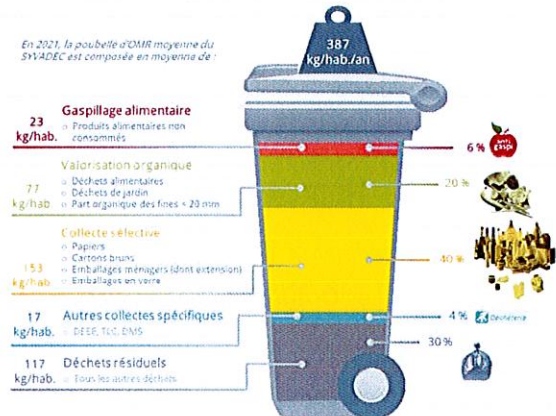 En 2021, la poubelle d'OMR moyenne du
SYVADEC est composée en moyenne de :
387
kg/hab./an
23
kg/hab.
Gaspillage alimentaire
Produits alimentaires non
consommés
6 %
anti
gaspi
77
kg/hab.
Valorisation organique
Déchets alimentaires
Déchets de jardin
Part organique des fines < 20 mm
20 %
153
kg/hab.
Collecte sélective
Papiers
Cartons bruns
Emballages ménagers (dont extension)
Emballages en verre
40 %
17
kg/hab.
Autres collectes spécifiques
DEEE, TLC, DMS
4 %
Déchèterie
117
kg/hab.
Déchets résiduels
Tous les autres déchets
30 %